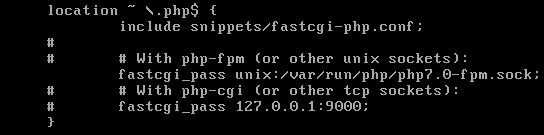 location ~ \.php$ {
include snippets/fastcgi-php.conf;
#
# # With php-fpm (or other unix sockets):
fastcgi_pass unix:/var/run/php/php7.0-fpm.sock;
# # With php-cgi (or other tcp sockets):
# fastcgi_pass 127.0.0.1:9000;
}